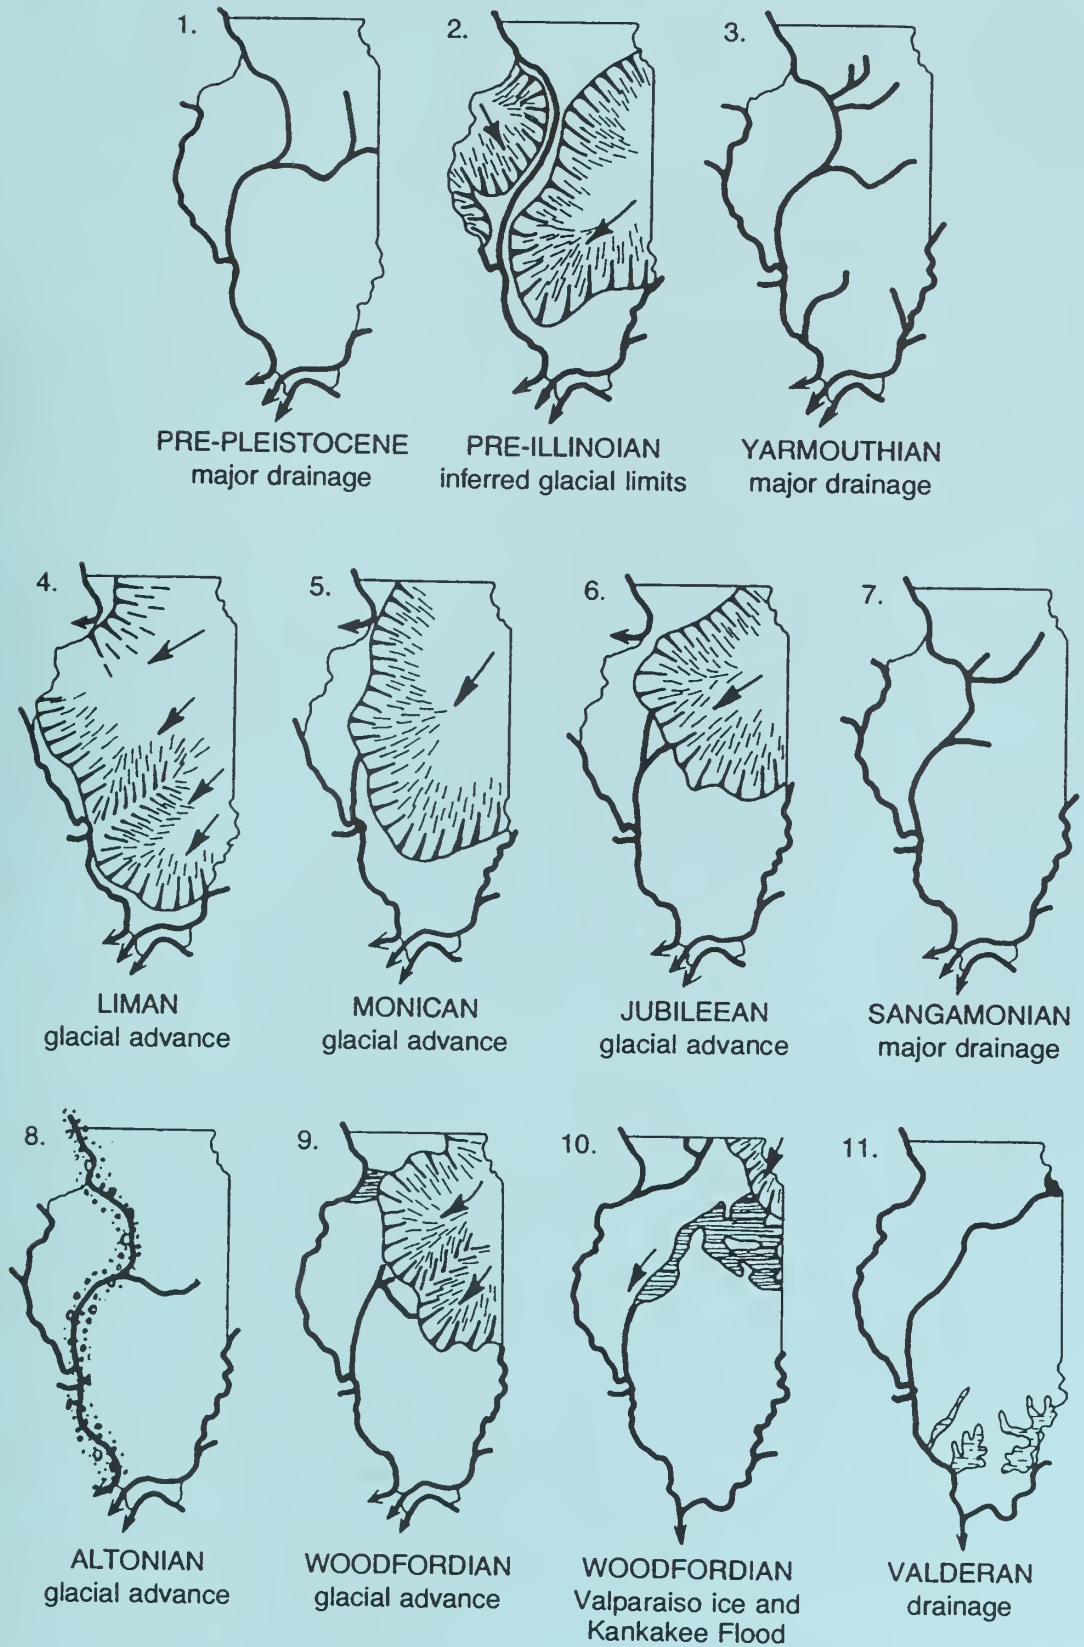 1.
PRE-PLEISTOCENE
major drainage
2.
PRE-ILLINOIAN
inferred glacial limits
3.
YARMOUTHIAN
major drainage
4.
LIMAN
glacial advance
5.
MONICAN
glacial advance
6.
JUBILEEAN
glacial advance
7.
SANGAMONIAN
major drainage
8.
ALTONIAN
glacial advance
9.
WOODFORDIAN
glacial advance
10.
WOODFORDIAN
Valparaiso ice and
Kankakee Flood
11.
VALDERAN
drainage